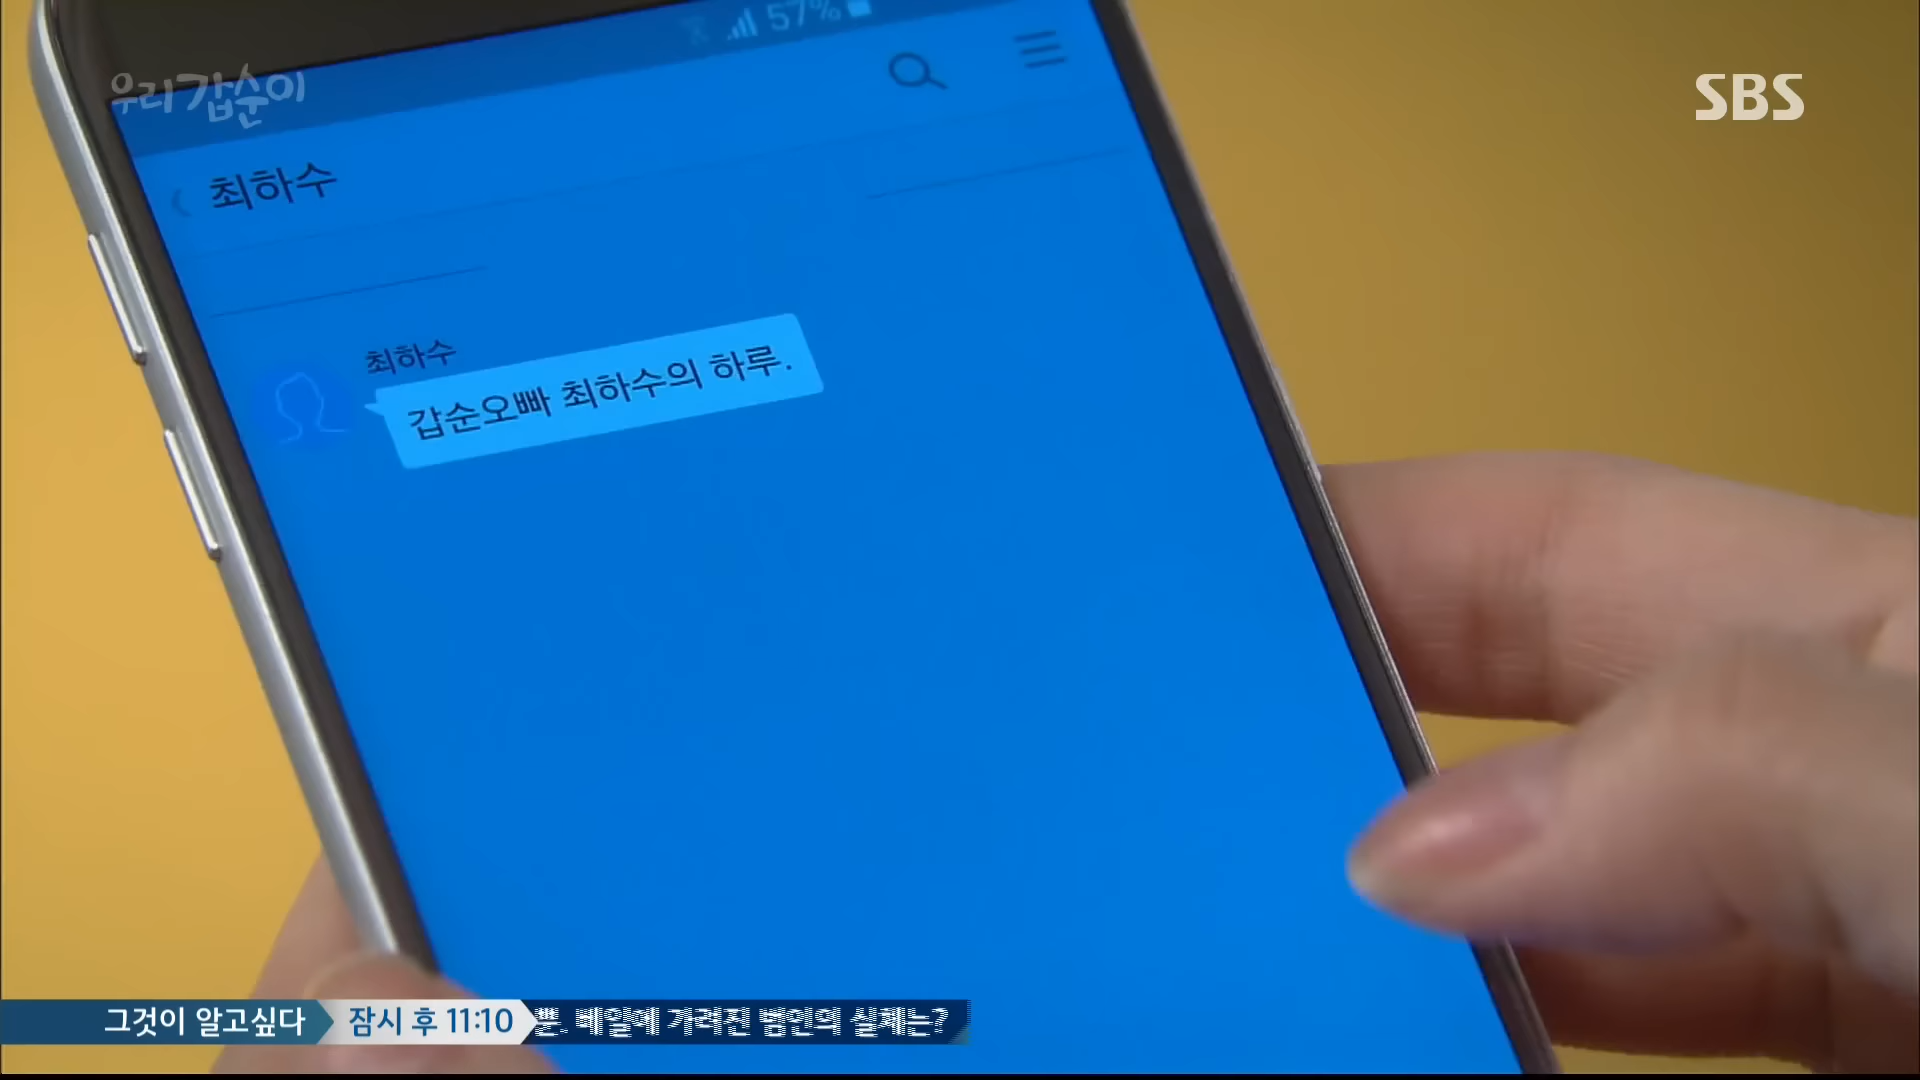 57%
우리 갑순이
SBS
최하수
최하수
갑순오빠 최하수의 하루.
그것이 알고싶다 잠시 후 11:10 뿐. 베일에 가려진 범인의 실체는?